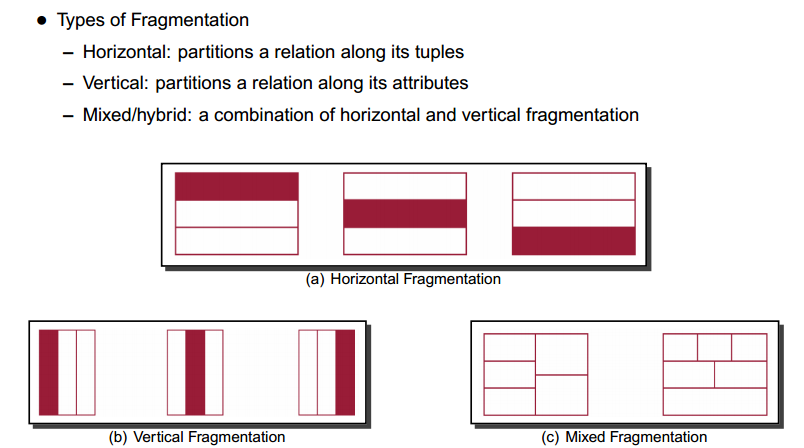 ● Types of Fragmentation
– Horizontal: partitions a relation along its tuples
– Vertical: partitions a relation along its attributes
– Mixed/hybrid: a combination of horizontal and vertical fragmentation
(a) Horizontal Fragmentation
(b) Vertical Fragmentation
(c) Mixed Fragmentation